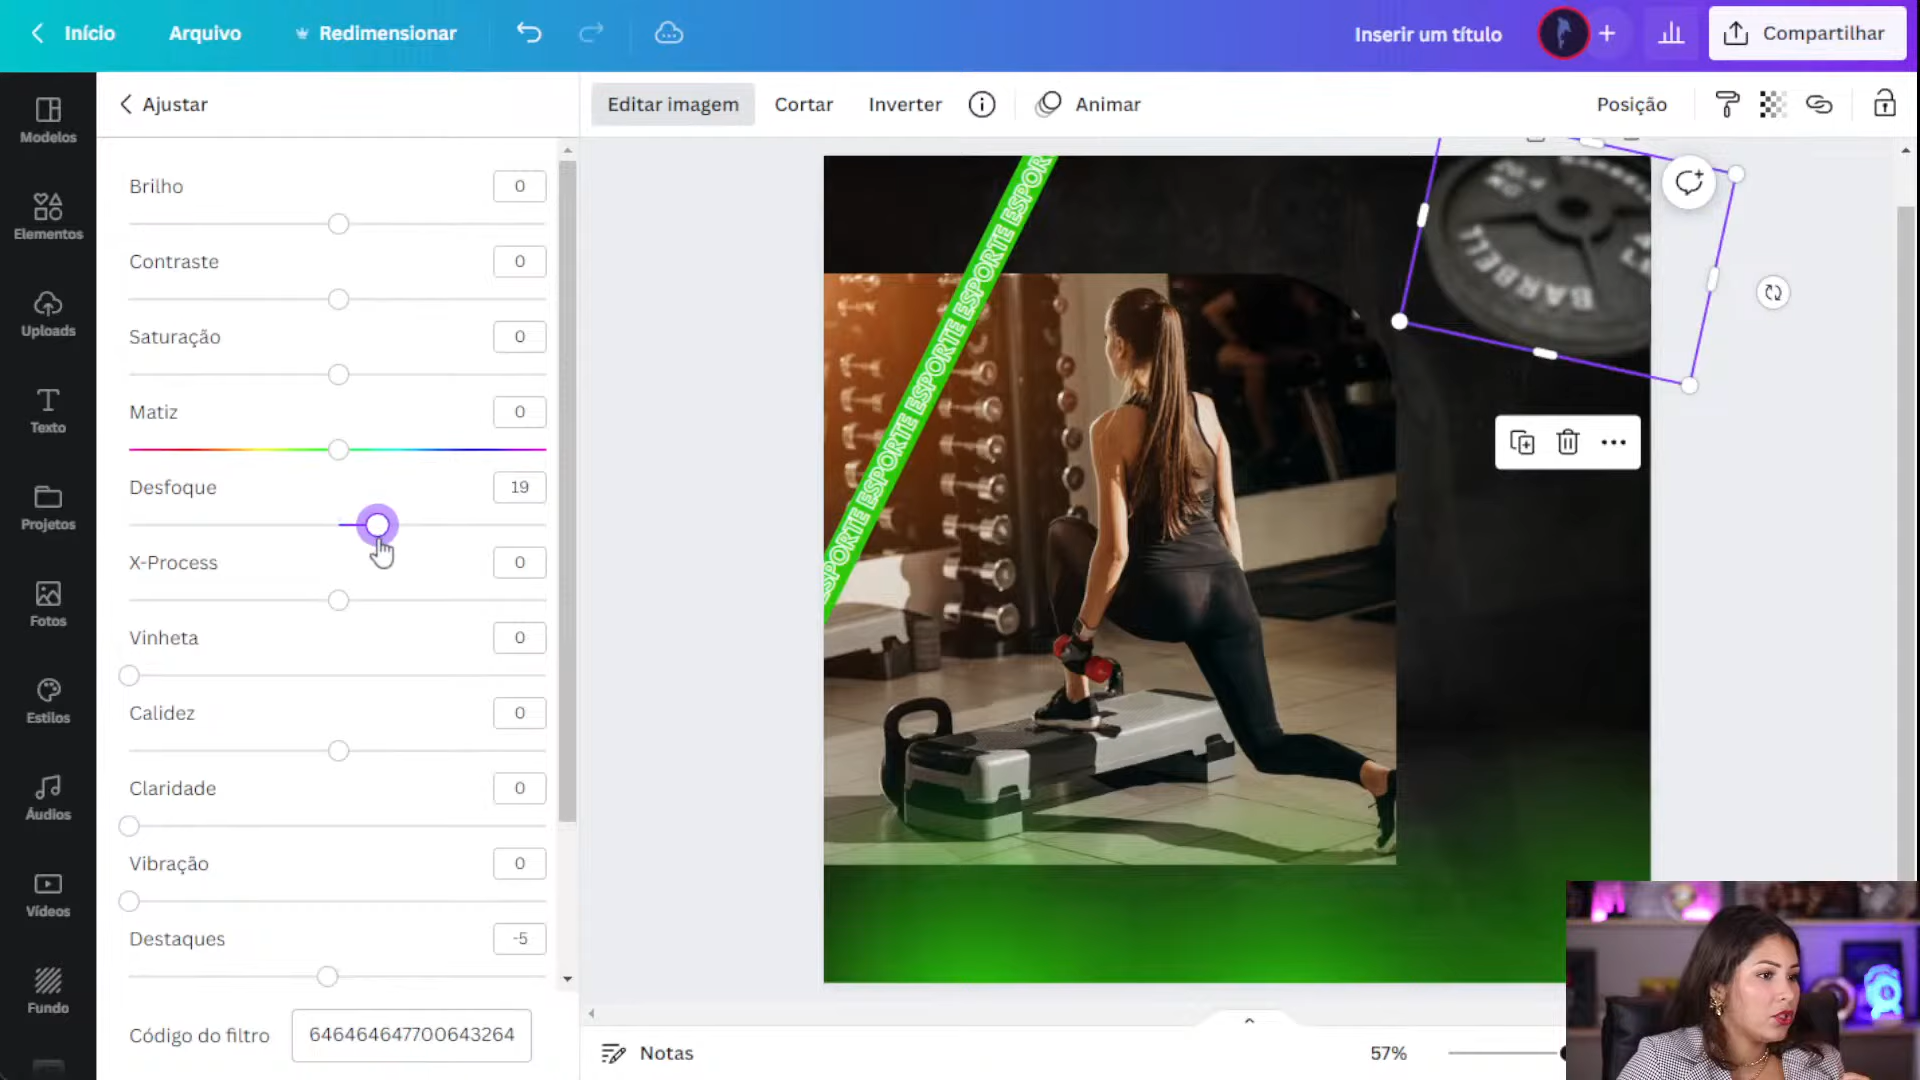 Início
Arquivo
Redimensionar
Inserir um título
Compartilhar
Modelos
Elementos
Uploads
Texto
Projetos
Fotos
Estilos
Áudios
Vídeos
Fundo
Ajustar
Brilho 0
Contraste 0
Saturação 0
Matiz 0
Desfoque 19
X-Process 0
Vinheta 0
Calidez 0
Claridade 0
Vibração 0
Destaques -5
Código do filtro 646464647700643264
Editar imagem
Cortar
Inverter
Animar
Posição
ESPORTE ESPORTE ESPORTE ESPORTE ESPOR
BARBELL
Notas
57%